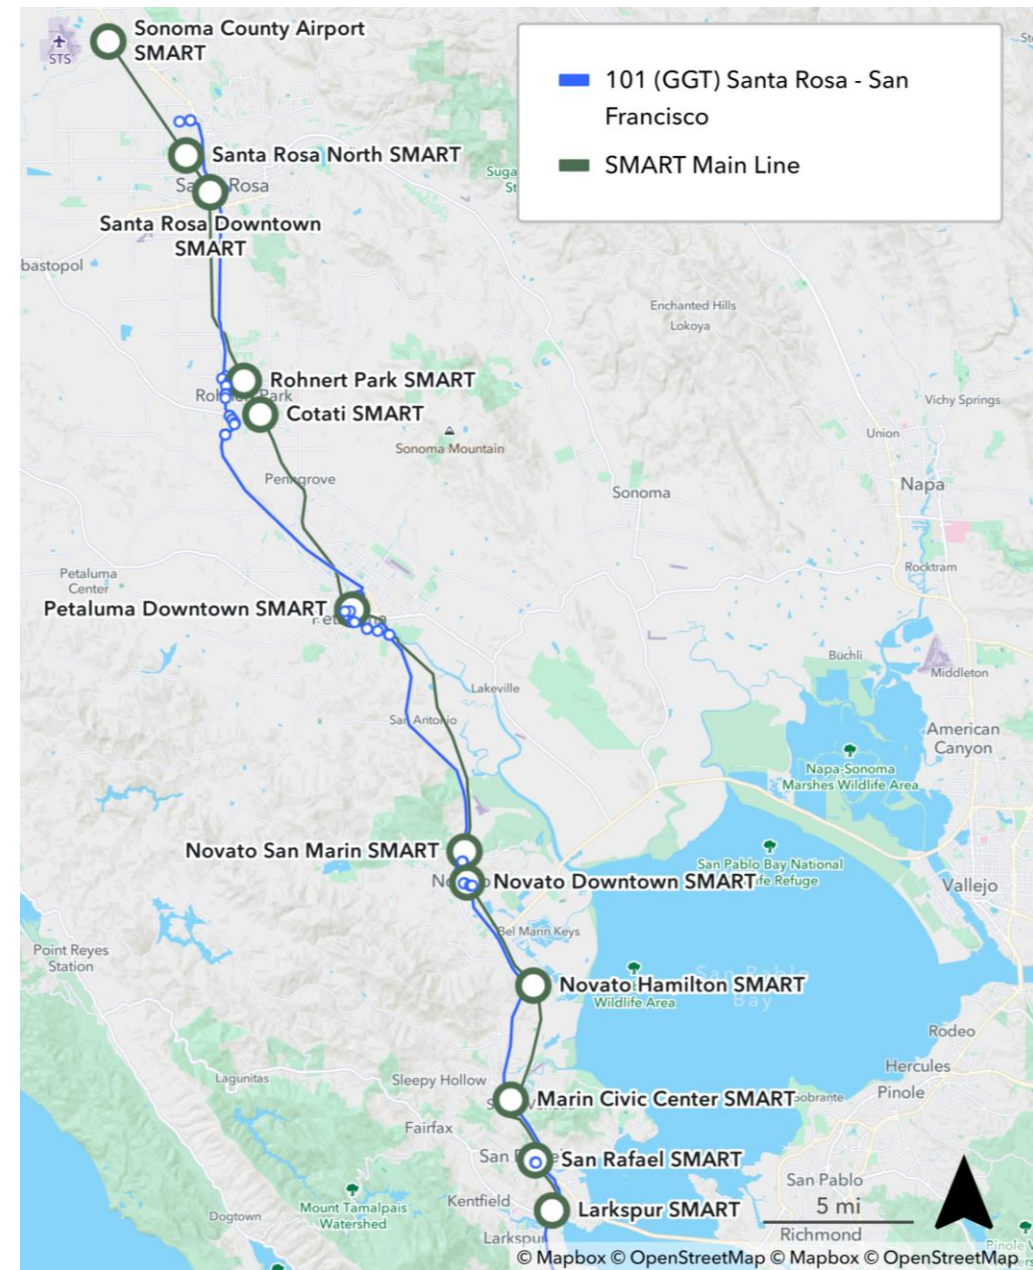 Sonoma County Airport
SMART
STS
101 (GGT) Santa Rosa - San
Francisco
SMART Main Line
Santa Rosa North SMART
Rosa
Santa Rosa Downtown
SMART
bastopol
Enchanted Hills
Lokoya
Rohnert Park SMART
Cotati SMART
Vichy Springs
Sonoma Mountain
Union
Penngrove
Sonoma
Napa
Petaluma
Center
Rocktram
Petaluma Downtown SMART
Büchli
Middleton
Lakeville
San Antonio
American
Canyon
Napa-Sonoma
Marshes Wildlife Area
Novato San Marin SMART
San Pablo Bay National
fe Refuge
Novato Downtown SMART
Vallejo
Bel Marin Keys
Point Reyes
Station
San Pablo
Bay
Novato Hamilton SMART
Wildlife Area
Rodeo
Hercules
Pinole
Lagunitas
Sleepy Hollow
Marin Civic Center SMART
obrante
Fairfax
San Rafael SMART
San Pablo
5 mi
Kentfield
Mount Tamalpais
Watershed
Dogtown
Larkspur SMART
Larkspur
Richmond
© Mapbox © OpenStreetMap © Mapbox © OpenStreetMap